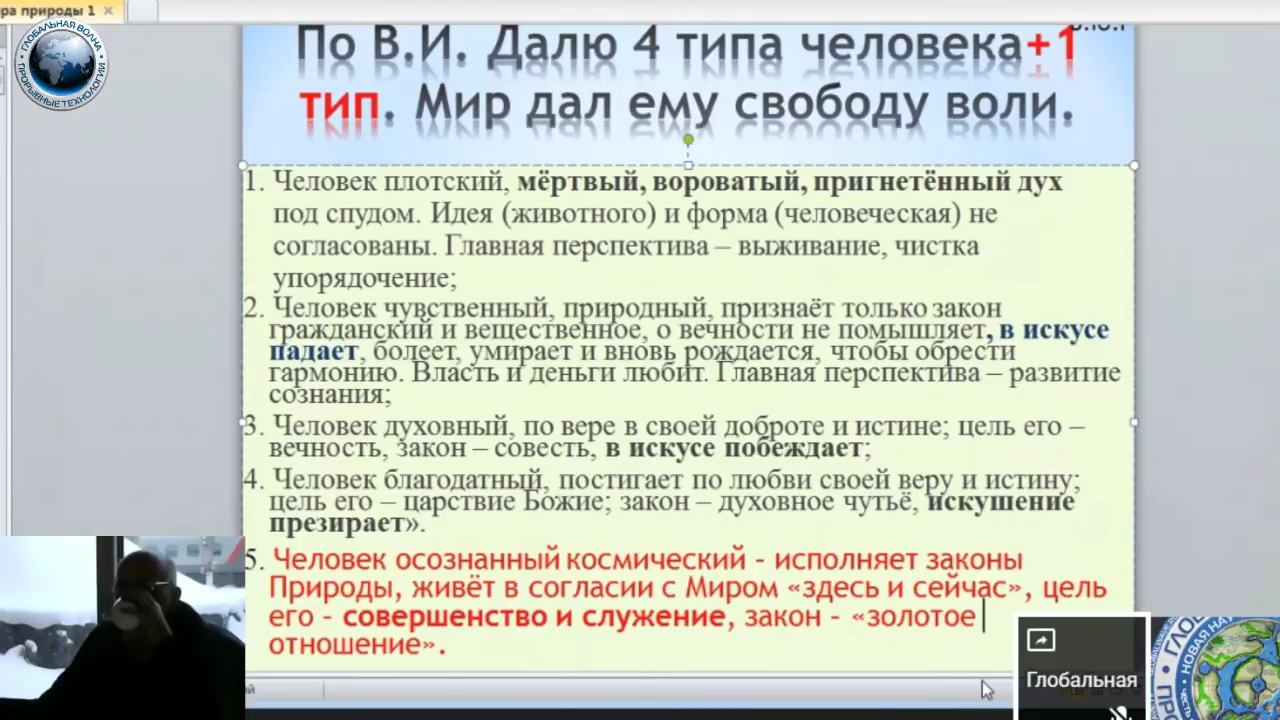 ра природы 1
ГЛОБАЛЬНАЯ ВОЛНА
ПРОРЫВНЫЕ ТЕХНОЛОГИИ
По В.И. Далю 4 типа человека+1
тип. Мир дал ему свободу воли.
1. Человек плотский, мёртвый, вороватый, пригнетённый дух
под спудом. Идея (животного) и форма (человеческая) не
согласованы. Главная перспектива – выживание, чистка
упорядочение;
2. Человек чувственный, природный, признаёт только закон
гражданский и вещественное, о вечности не помышляет, в искусе
падает, болеет, умирает и вновь рождается, чтобы обрести
гармонию. Власть и деньги любит. Главная перспектива – развитие
сознания;
3. Человек духовный, по вере в своей доброте и истине; цель его –
вечность, закон – совесть, в искусе побеждает;
4. Человек благодатный, постигает по любви своей веру и истину;
цель его – царствие Божие; закон – духовное чутьё, искушение
презирает».
5. Человек осознанный космический – исполняет законы
Природы, живёт в согласии с Миром «здесь и сейчас», цель
его – совершенство и служение, закон – «золотое
отношение».
Глобальная